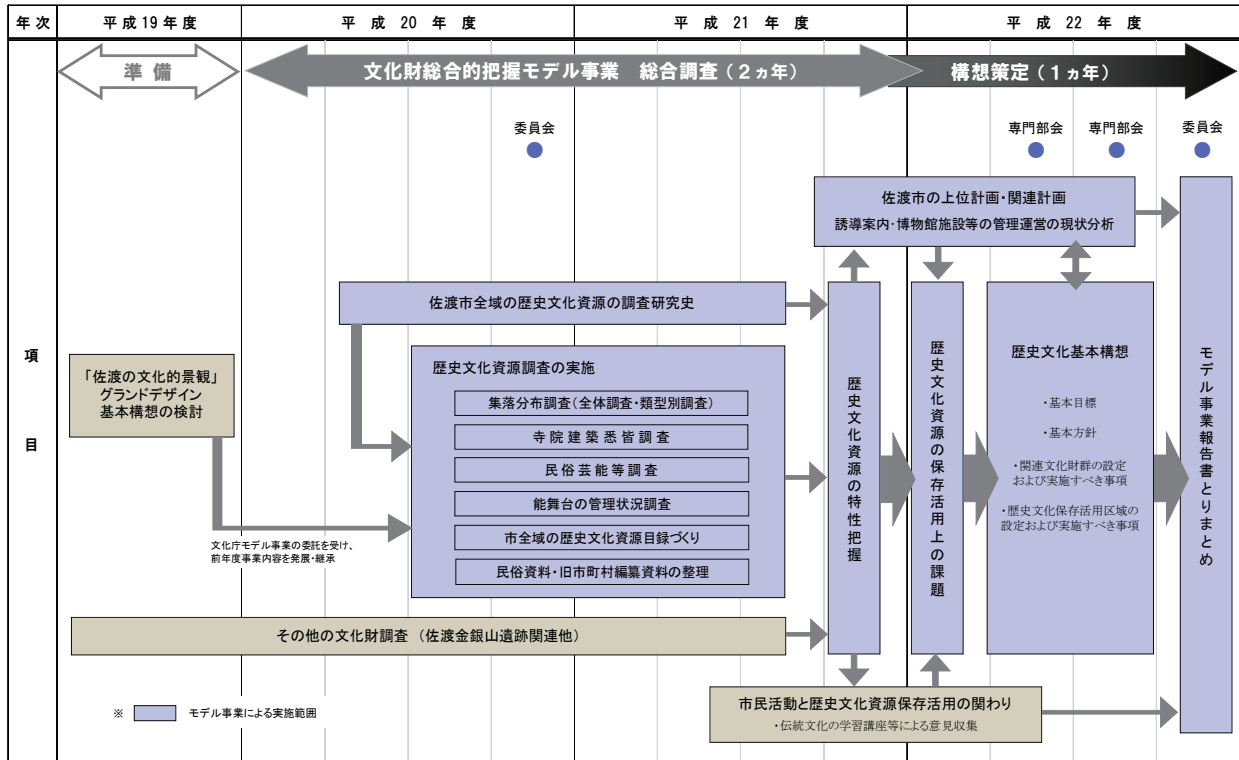 年次
平成19年度
平成20年度
平成21年度
平成22年度
準備
文化財総合的把握モデル事業 総合調査(2ヵ年)
構想策定(1ヵ年)
委員会
専門部会
専門部会
委員会
項目
佐渡市の上位計画・関連計画
誘導案内・博物館施設等の管理運営の現状分析
佐渡市全域の歴史文化資源の調査研究史
「佐渡の文化的景観」
グランドデザイン
基本構想の検討
歴史文化資源調査の実施
集落分布調査(全体調査・類型別調査)
寺院建築悉皆調査
民俗芸能等調査
能舞台の管理状況調査
市全域の歴史文化資源目録づくり
民俗資料・旧市町村編纂資料の整理
文化庁モデル事業の委託を受け、
前年度事業内容を発展・継承
歴史文化資源の特性把握
歴史文化資源の保存活用上の課題
歴史文化基本構想
・基本目標
・基本方針
・関連文化財群の設定
および実施すべき事項
・歴史文化保存活用区域の
設定および実施すべき事項
モデル事業報告書とりまとめ
その他の文化財調査 (佐渡金銀山遺跡関連他)
市民活動と歴史文化資源保存活用の関わり
・伝統文化の学習講座等による意見収集
※ モデル事業による実施範囲